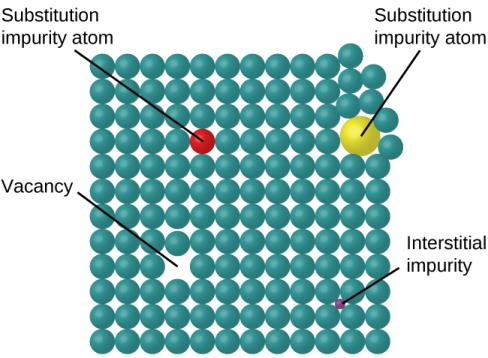 Substitution
impurity atom
Substitution
impurity atom
Vacancy
Interstitial
impurity